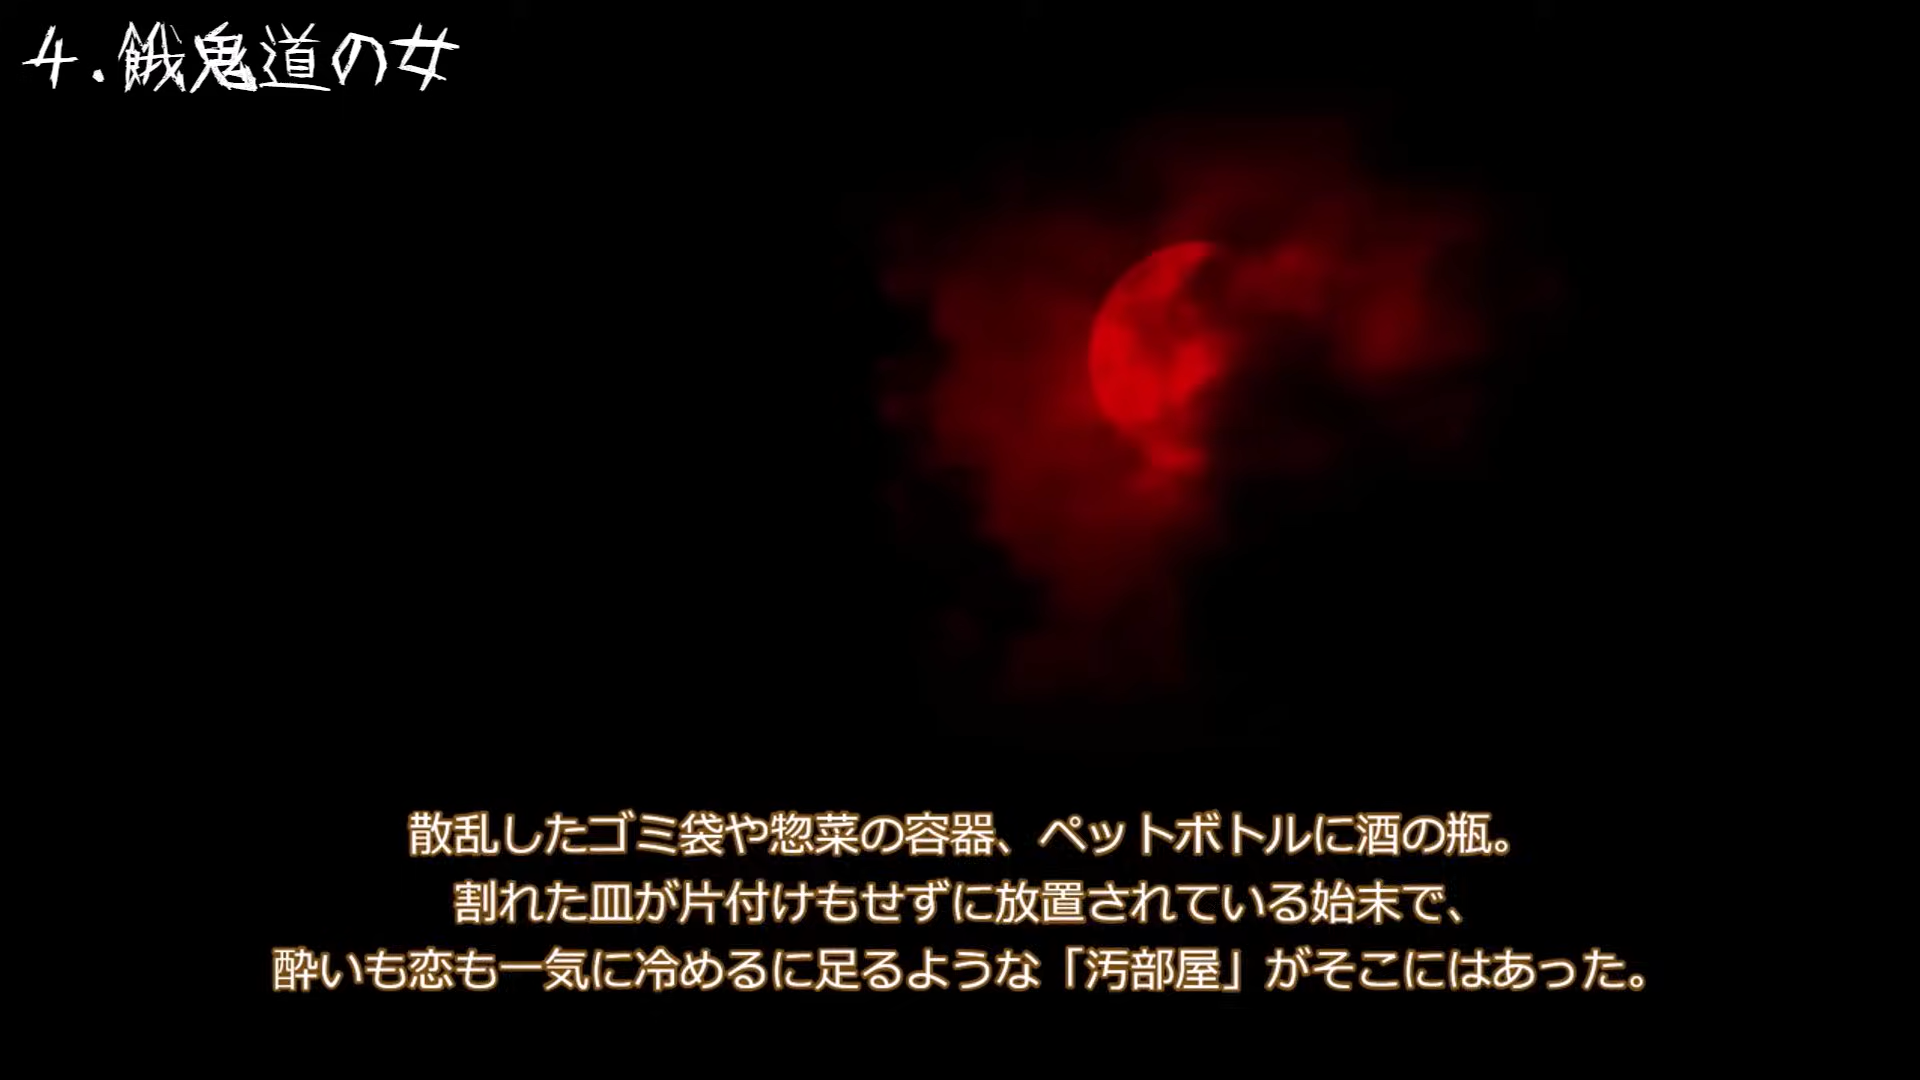 4.餓鬼道の女
散乱したゴミ袋や惣菜の容器、ペットボトルに酒の瓶。
割れた皿が片付けもせずに放置されている始末で、
酔いも恋も一気に冷めるに足るような「汚部屋」がそこにはあった。